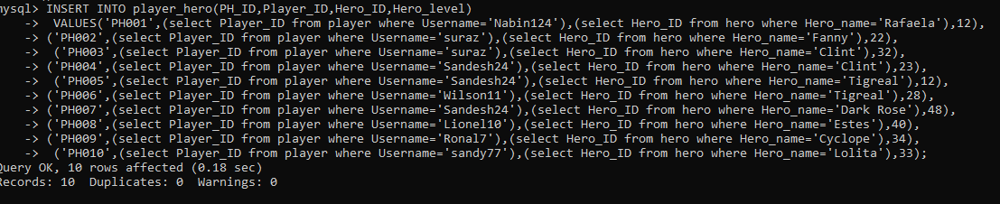 mysql> INSERT INTO player_hero(PH_ID,Player_ID,Hero_ID,Hero_level)
-> VALUES('PH001',(select Player_ID from player where Username='Nabin124'),(select Hero_ID from hero where Hero_name='Rafaela'),12),
-> ('PH002',(select Player_ID from player where Username='suraz'),(select Hero_ID from hero where Hero_name='Fanny'),22),
-> ('PH003',(select Player_ID from player where Username='suraz'),(select Hero_ID from hero where Hero_name='Clint'),32),
-> ('PH004',(select Player_ID from player where Username='Sandesh24'),(select Hero_ID from hero where Hero_name='Clint'),23),
-> ('PH005',(select Player_ID from player where Username='Sandesh24'),(select Hero_ID from hero where Hero_name='Tigreal'),12),
-> ('PH006',(select Player_ID from player where Username='Wilson11'),(select Hero_ID from hero where Hero_name='Tigreal'),28),
-> ('PH007',(select Player_ID from player where Username='Sandesh24'),(select Hero_ID from hero where Hero_name='Dark Rose'),48),
-> ('PH008',(select Player_ID from player where Username='Lionel10'),(select Hero_ID from hero where Hero_name='Estes'),40),
-> ('PH009',(select Player_ID from player where Username='Ronal7'),(select Hero_ID from hero where Hero_name='Cyclope'),34),
-> ('PH010',(select Player_ID from player where Username='sandy77'),(select Hero_ID from hero where Hero_name='Lolita'),33);
Query OK, 10 rows affected (0.18 sec)
Records: 10  Duplicates: 0  Warnings: 0